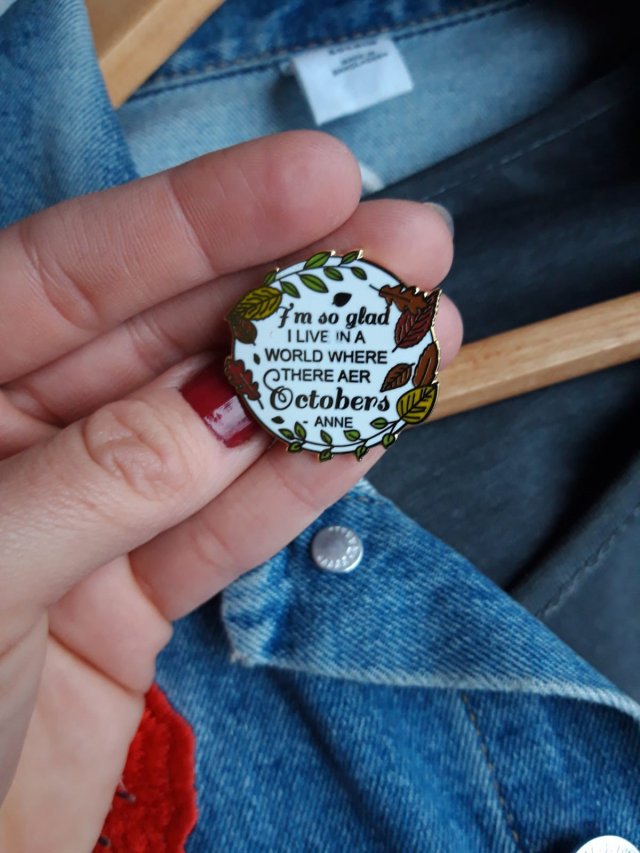 I'm so glad
I LIVE IN A
WORLD WHERE
THERE AER
Octobers
- ANNE